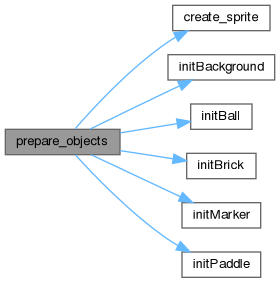 create_sprite
initBackground
initBall
prepare_objects
initBrick
initMarker
initPaddle